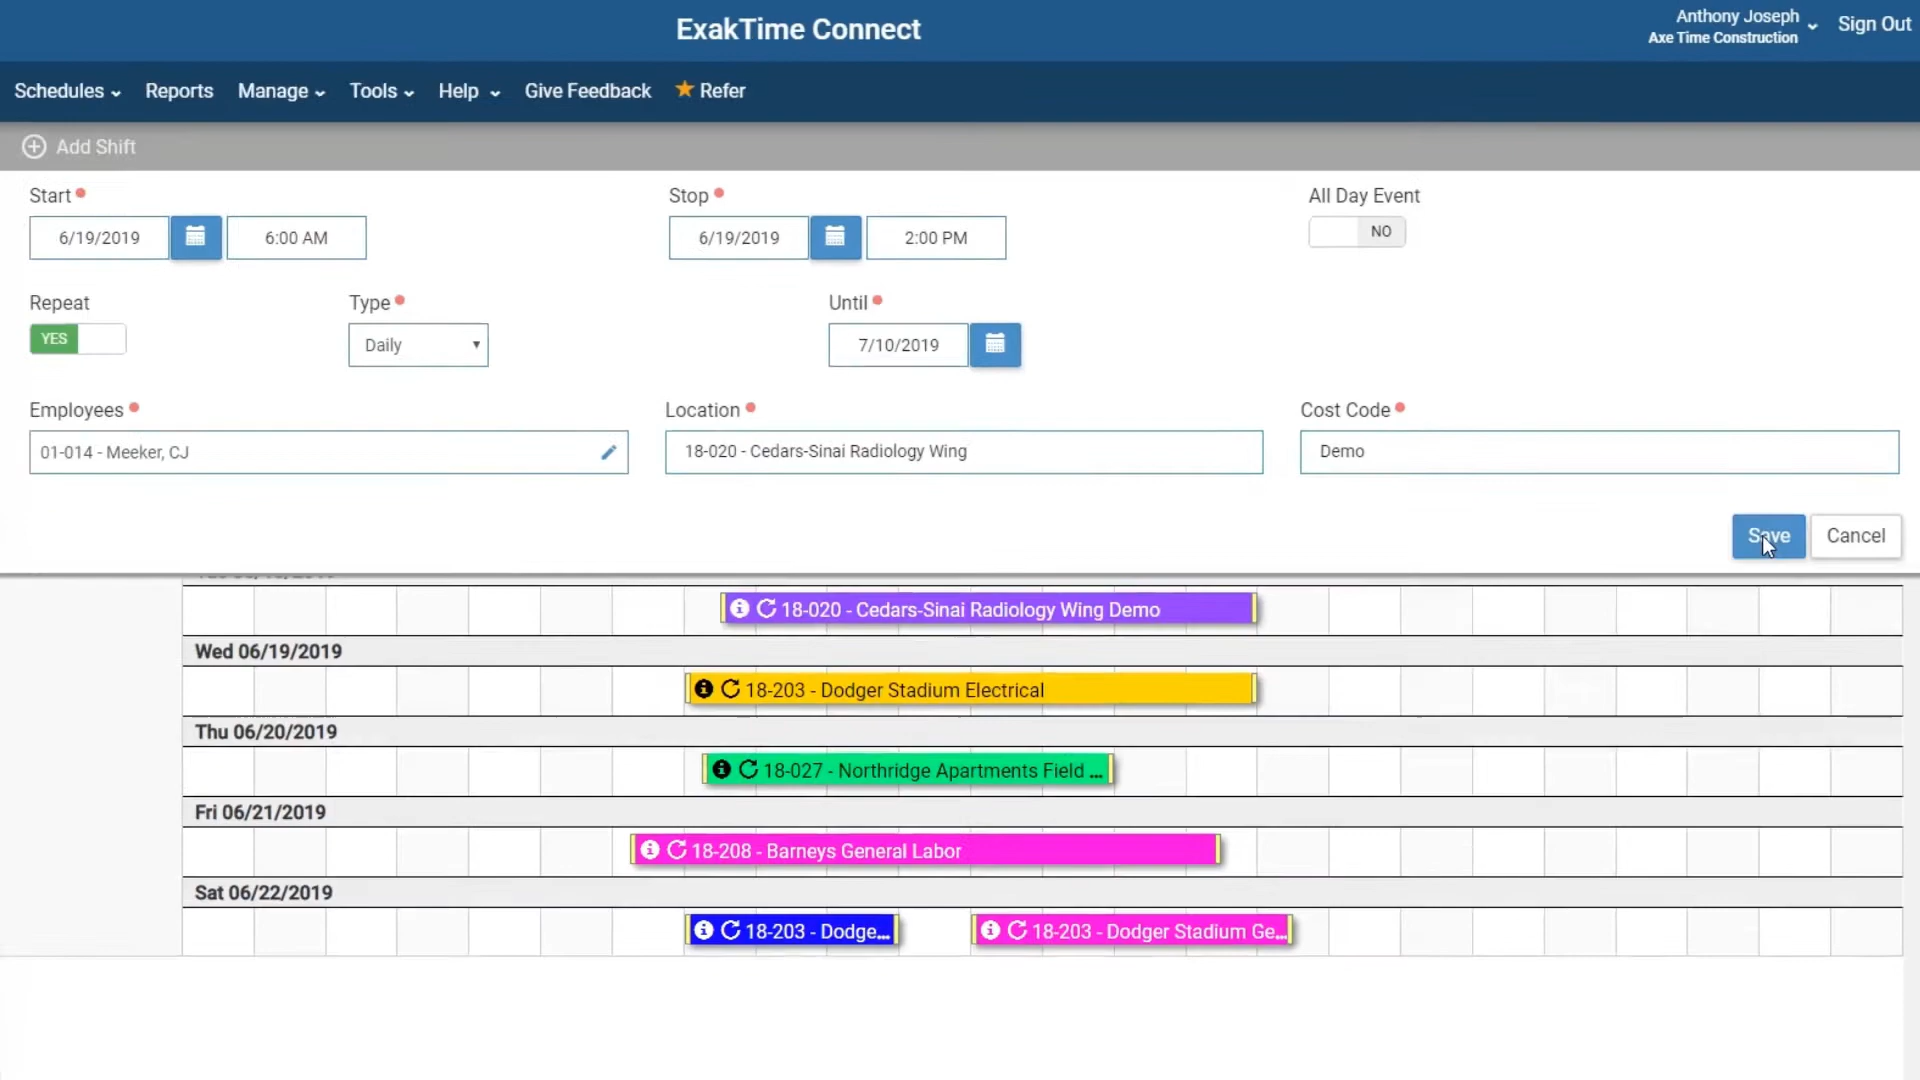 ExakTime Connect
Anthony Joseph
Axe Time Construction
Sign Out
Schedules
Reports
Manage
Tools
Help
Give Feedback
Refer
Add Shift
Start
Stop
All Day Event
6/19/2019
6:00 AM
6/19/2019
2:00 PM
NO
Repeat
Type
Until
YES
Daily
7/10/2019
Employees
Location
Cost Code
01-014 - Meeker, CJ
18-020 - Cedars-Sinai Radiology Wing
Demo
Save
Cancel
18-020 - Cedars-Sinai Radiology Wing Demo
Wed 06/19/2019
18-203 - Dodger Stadium Electrical
Thu 06/20/2019
18-027 - Northridge Apartments Field ...
Fri 06/21/2019
18-208 - Barneys General Labor
Sat 06/22/2019
18-203 - Dodge...
18-203 - Dodger Stadium Ge...